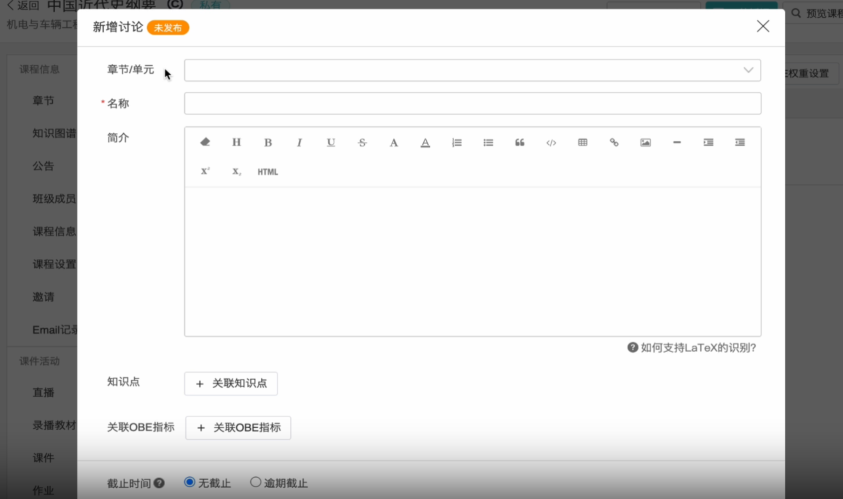 返回 中国近代史纲要 (C) 私有
预览课
机电与车辆工
新增讨论 未发布
权重设置
课程信息
章节
知识图谱
公告
班级成员
课程信息
课程设置
邀请
Email记录
课件活动
直播
录播教材
课件
作业
章节/单元
* 名称
简介
H B I U S A A
X X HTML
如何支持LaTeX的识别?
知识点
+ 关联知识点
关联OBE指标
+ 关联OBE指标
截止时间 无截止 逾期截止